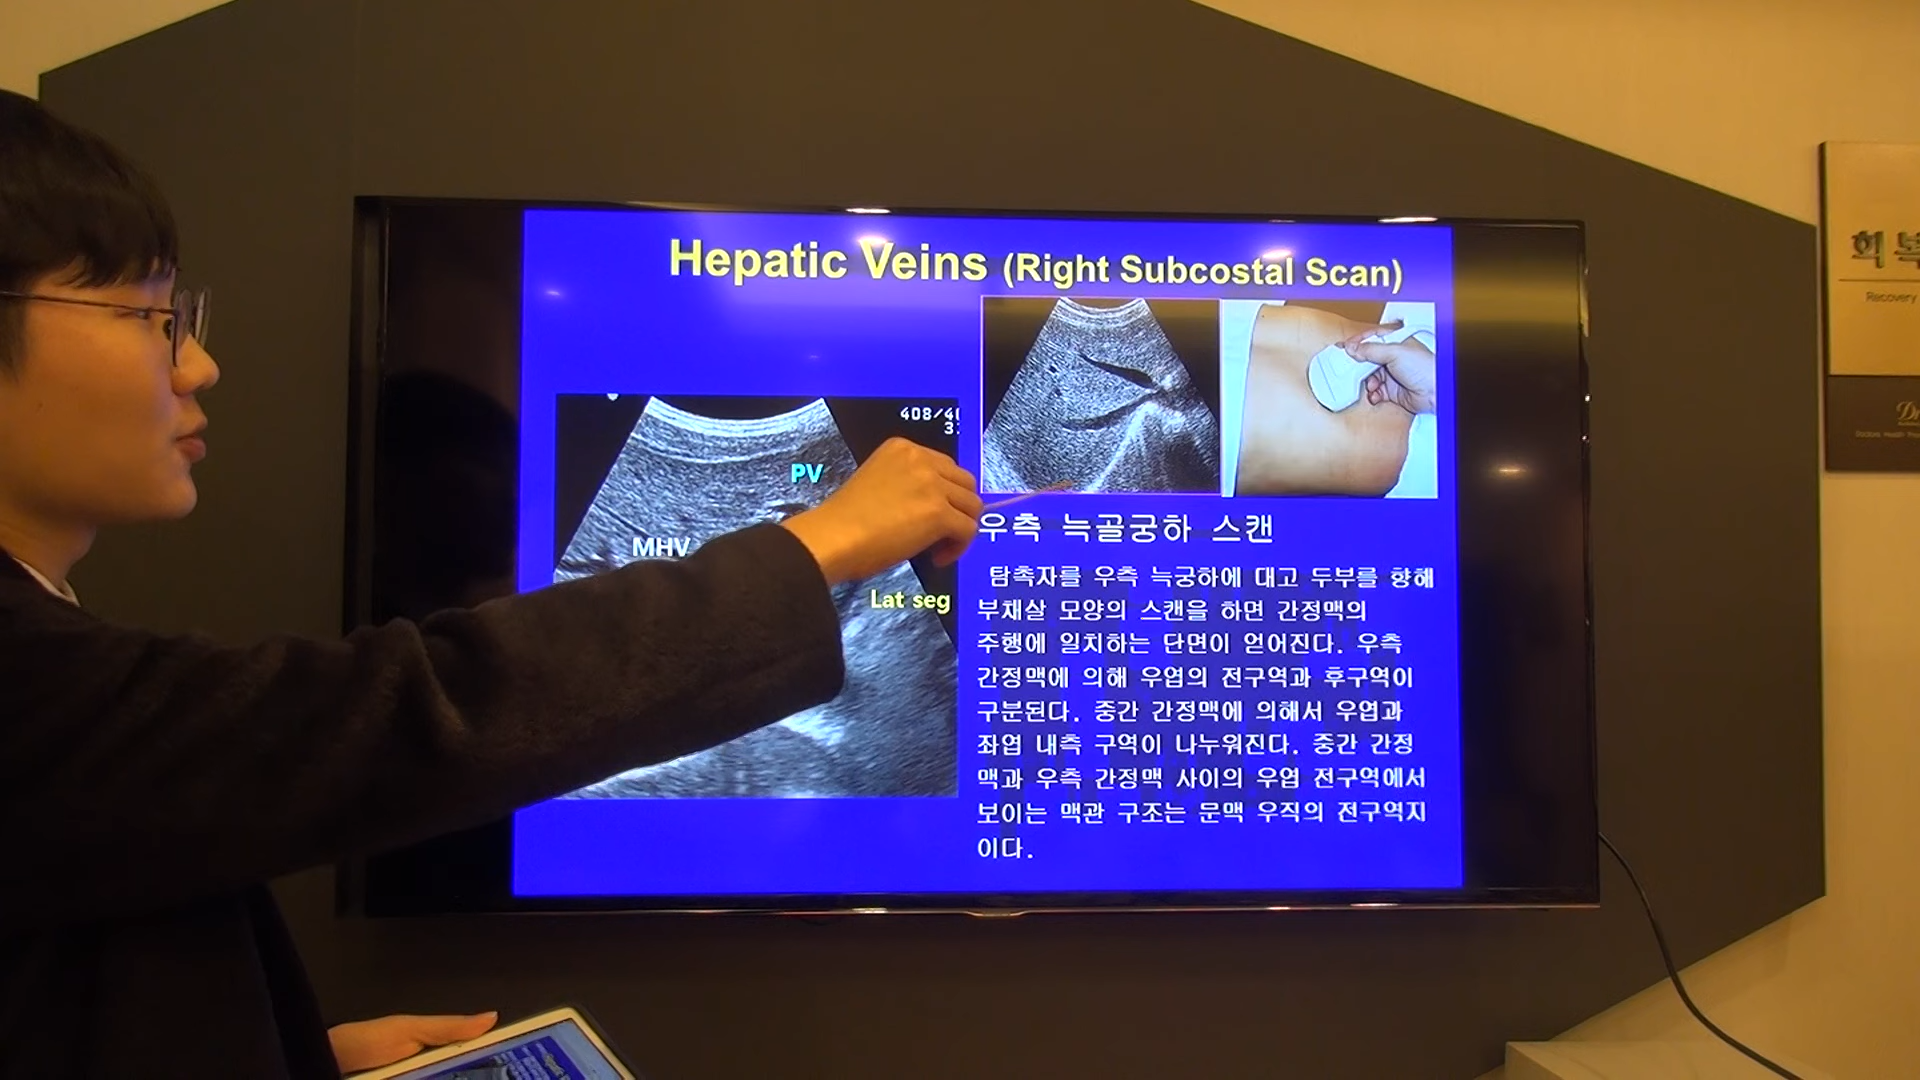 Hepatic Veins (Right Subcostal Scan)
408/40
PV
MHV
Lat seg
우측 늑골궁하 스캔
탐촉자를 우측 늑궁하에 대고 두부를 향해
부채살 모양의 스캔을 하면 간정맥의
주행에 일치하는 단면이 얻어진다. 우측
간정맥에 의해 우엽의 전구역과 후구역이
구분된다. 중간 간정맥에 의해서 우엽과
좌엽 내측 구역이 나누워진다. 중간 간정
맥과 우측 간정맥 사이의 우엽 전구역에서
보이는 맥관 구조는 문맥 우직의 전구역지
이다.
회복
Recovery